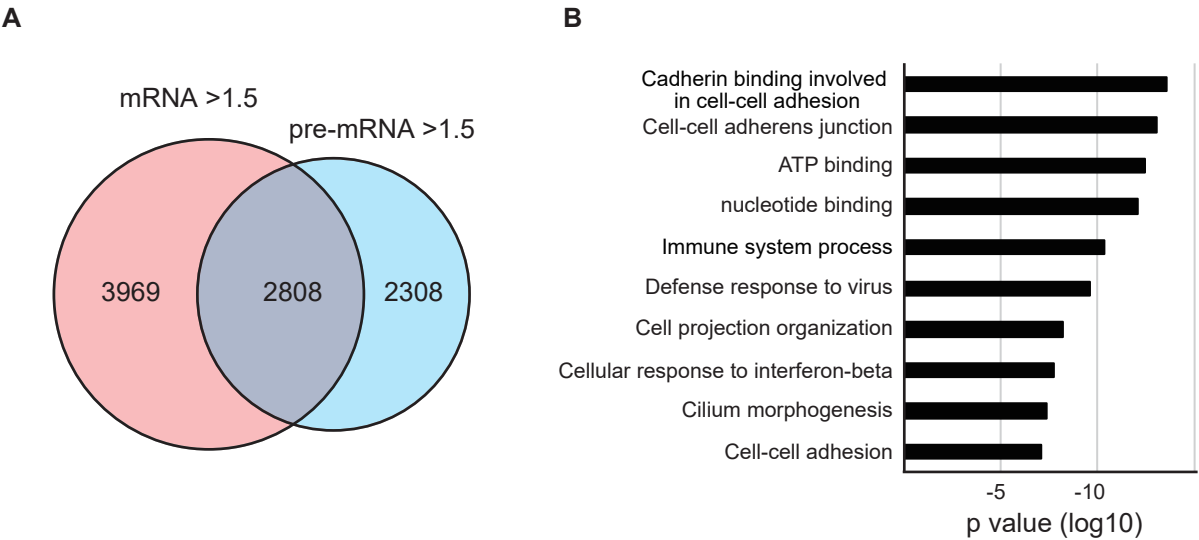 A
mRNA >1.5
pre-mRNA >1.5
3969
2808
2308
B
Cadherin binding involved
in cell-cell adhesion
Cell-cell adherens junction
ATP binding
nucleotide binding
Immune system process
Defense response to virus
Cell projection organization
Cellular response to interferon-beta
Cilium morphogenesis
Cell-cell adhesion
-5 -10
p value (log10)